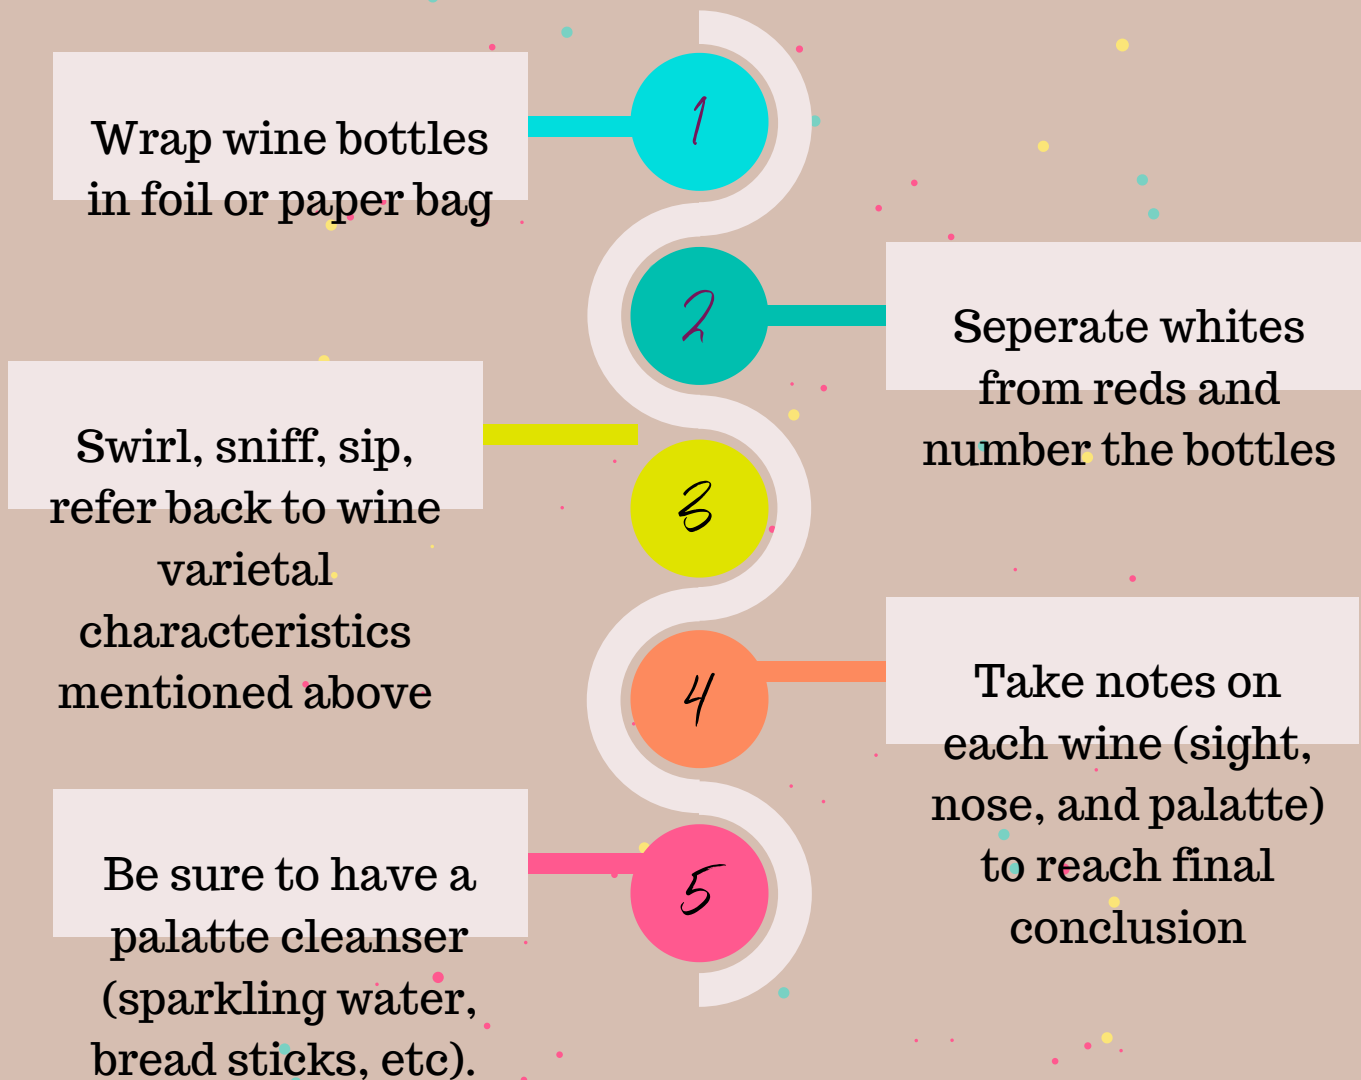 1
Wrap wine bottles
in foil or paper bag
2
Seperate whites
from reds and
number the bottles
3
Swirl, sniff, sip,
refer back to wine
varietal
characteristics
mentioned above
4
Take notes on
each wine (sight,
nose, and palatte)
to reach final
conclusion
5
Be sure to have a
palatte cleanser
(sparkling water,
bread sticks, etc).